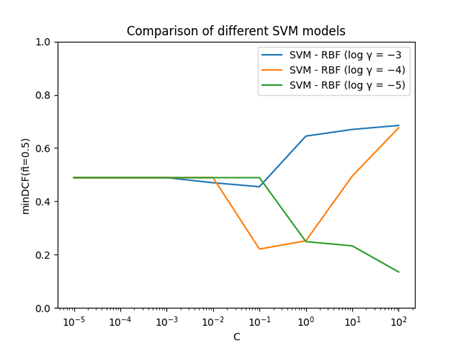 Comparison of different SVM models
SVM - RBF (log γ = −3
SVM - RBF (log γ = −4)
SVM - RBF (log γ = −5)
minDCF(π̃=0.5)
1.0
0.8
0.6
0.4
0.2
0.0
10⁻⁵ 10⁻⁴ 10⁻³ 10⁻² 10⁻¹ 10⁰ 10¹ 10²
C